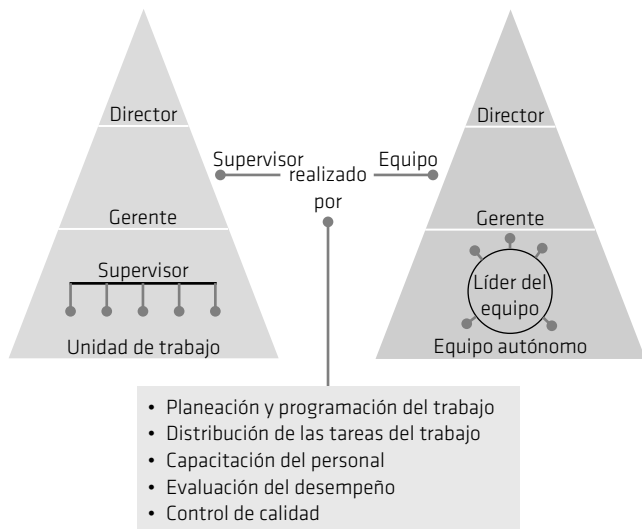 Director
Gerente
Supervisor
Unidad de trabajo
Supervisor
realizado
por
Equipo
Director
Gerente
Líder del
equipo
Equipo autónomo
• Planeación y programación del trabajo
• Distribución de las tareas del trabajo
• Capacitación del personal
• Evaluación del desempeño
• Control de calidad